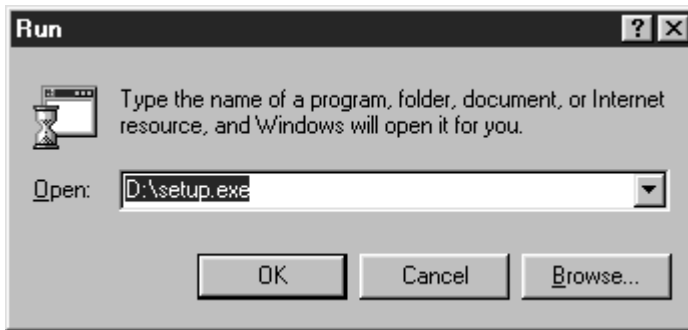 Run
Type the name of a program, folder, document, or Internet
resource, and Windows will open it for you.
Open: D:\setup.exe
OK Cancel Browse...